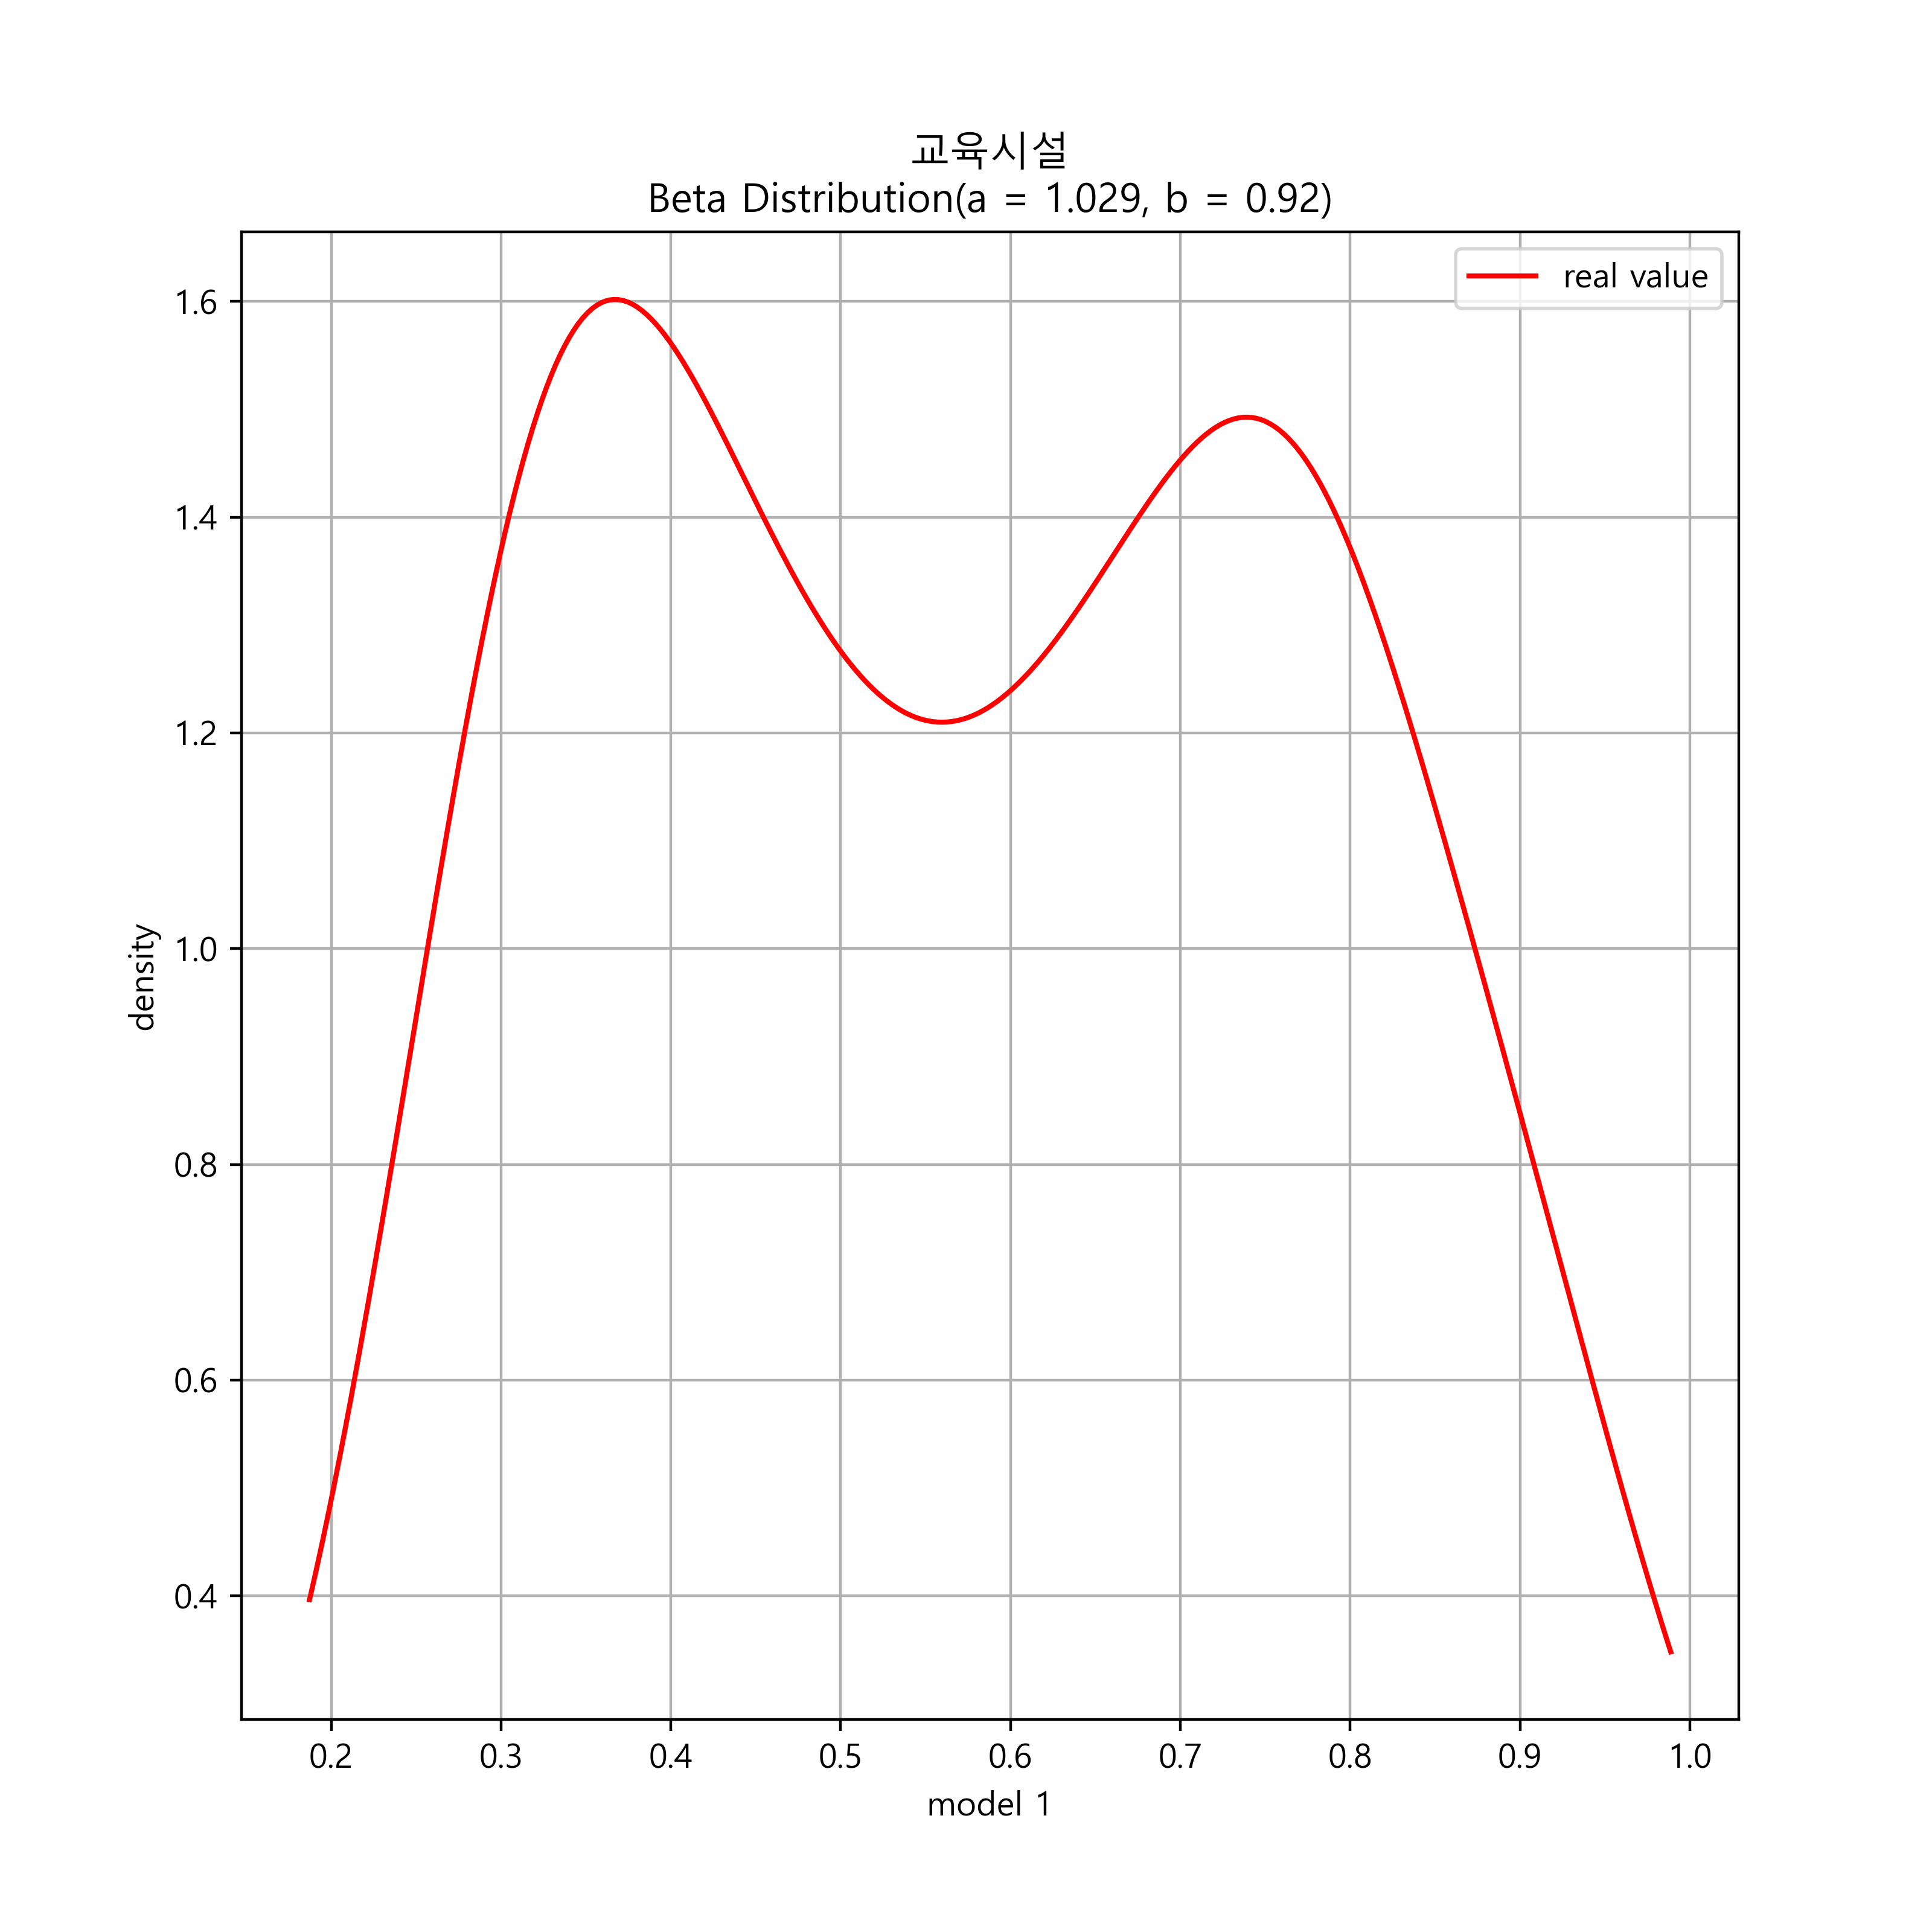 교육시설
Beta Distribution(a = 1.029, b = 0.92)
real value
1.6
1.4
1.2
1.0
0.8
0.6
0.4
density
0.2 0.3 0.4 0.5 0.6 0.7 0.8 0.9 1.0
model 1